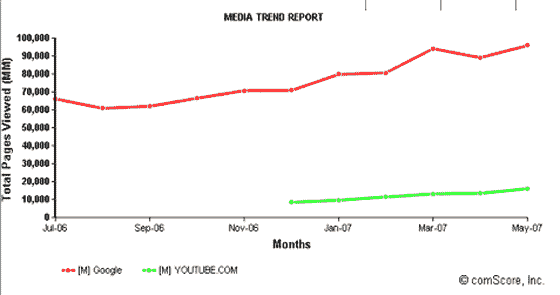 MEDIA TREND REPORT
Total Pages Viewed (MM)
100,000
90,000
80,000
70,000
60,000
50,000
40,000
30,000
20,000
10,000
0
Jul-06 Sep-06 Nov-06 Jan-07 Mar-07 May-07
Months
[M] Google [M] YOUTUBE.COM
© comScore, Inc.